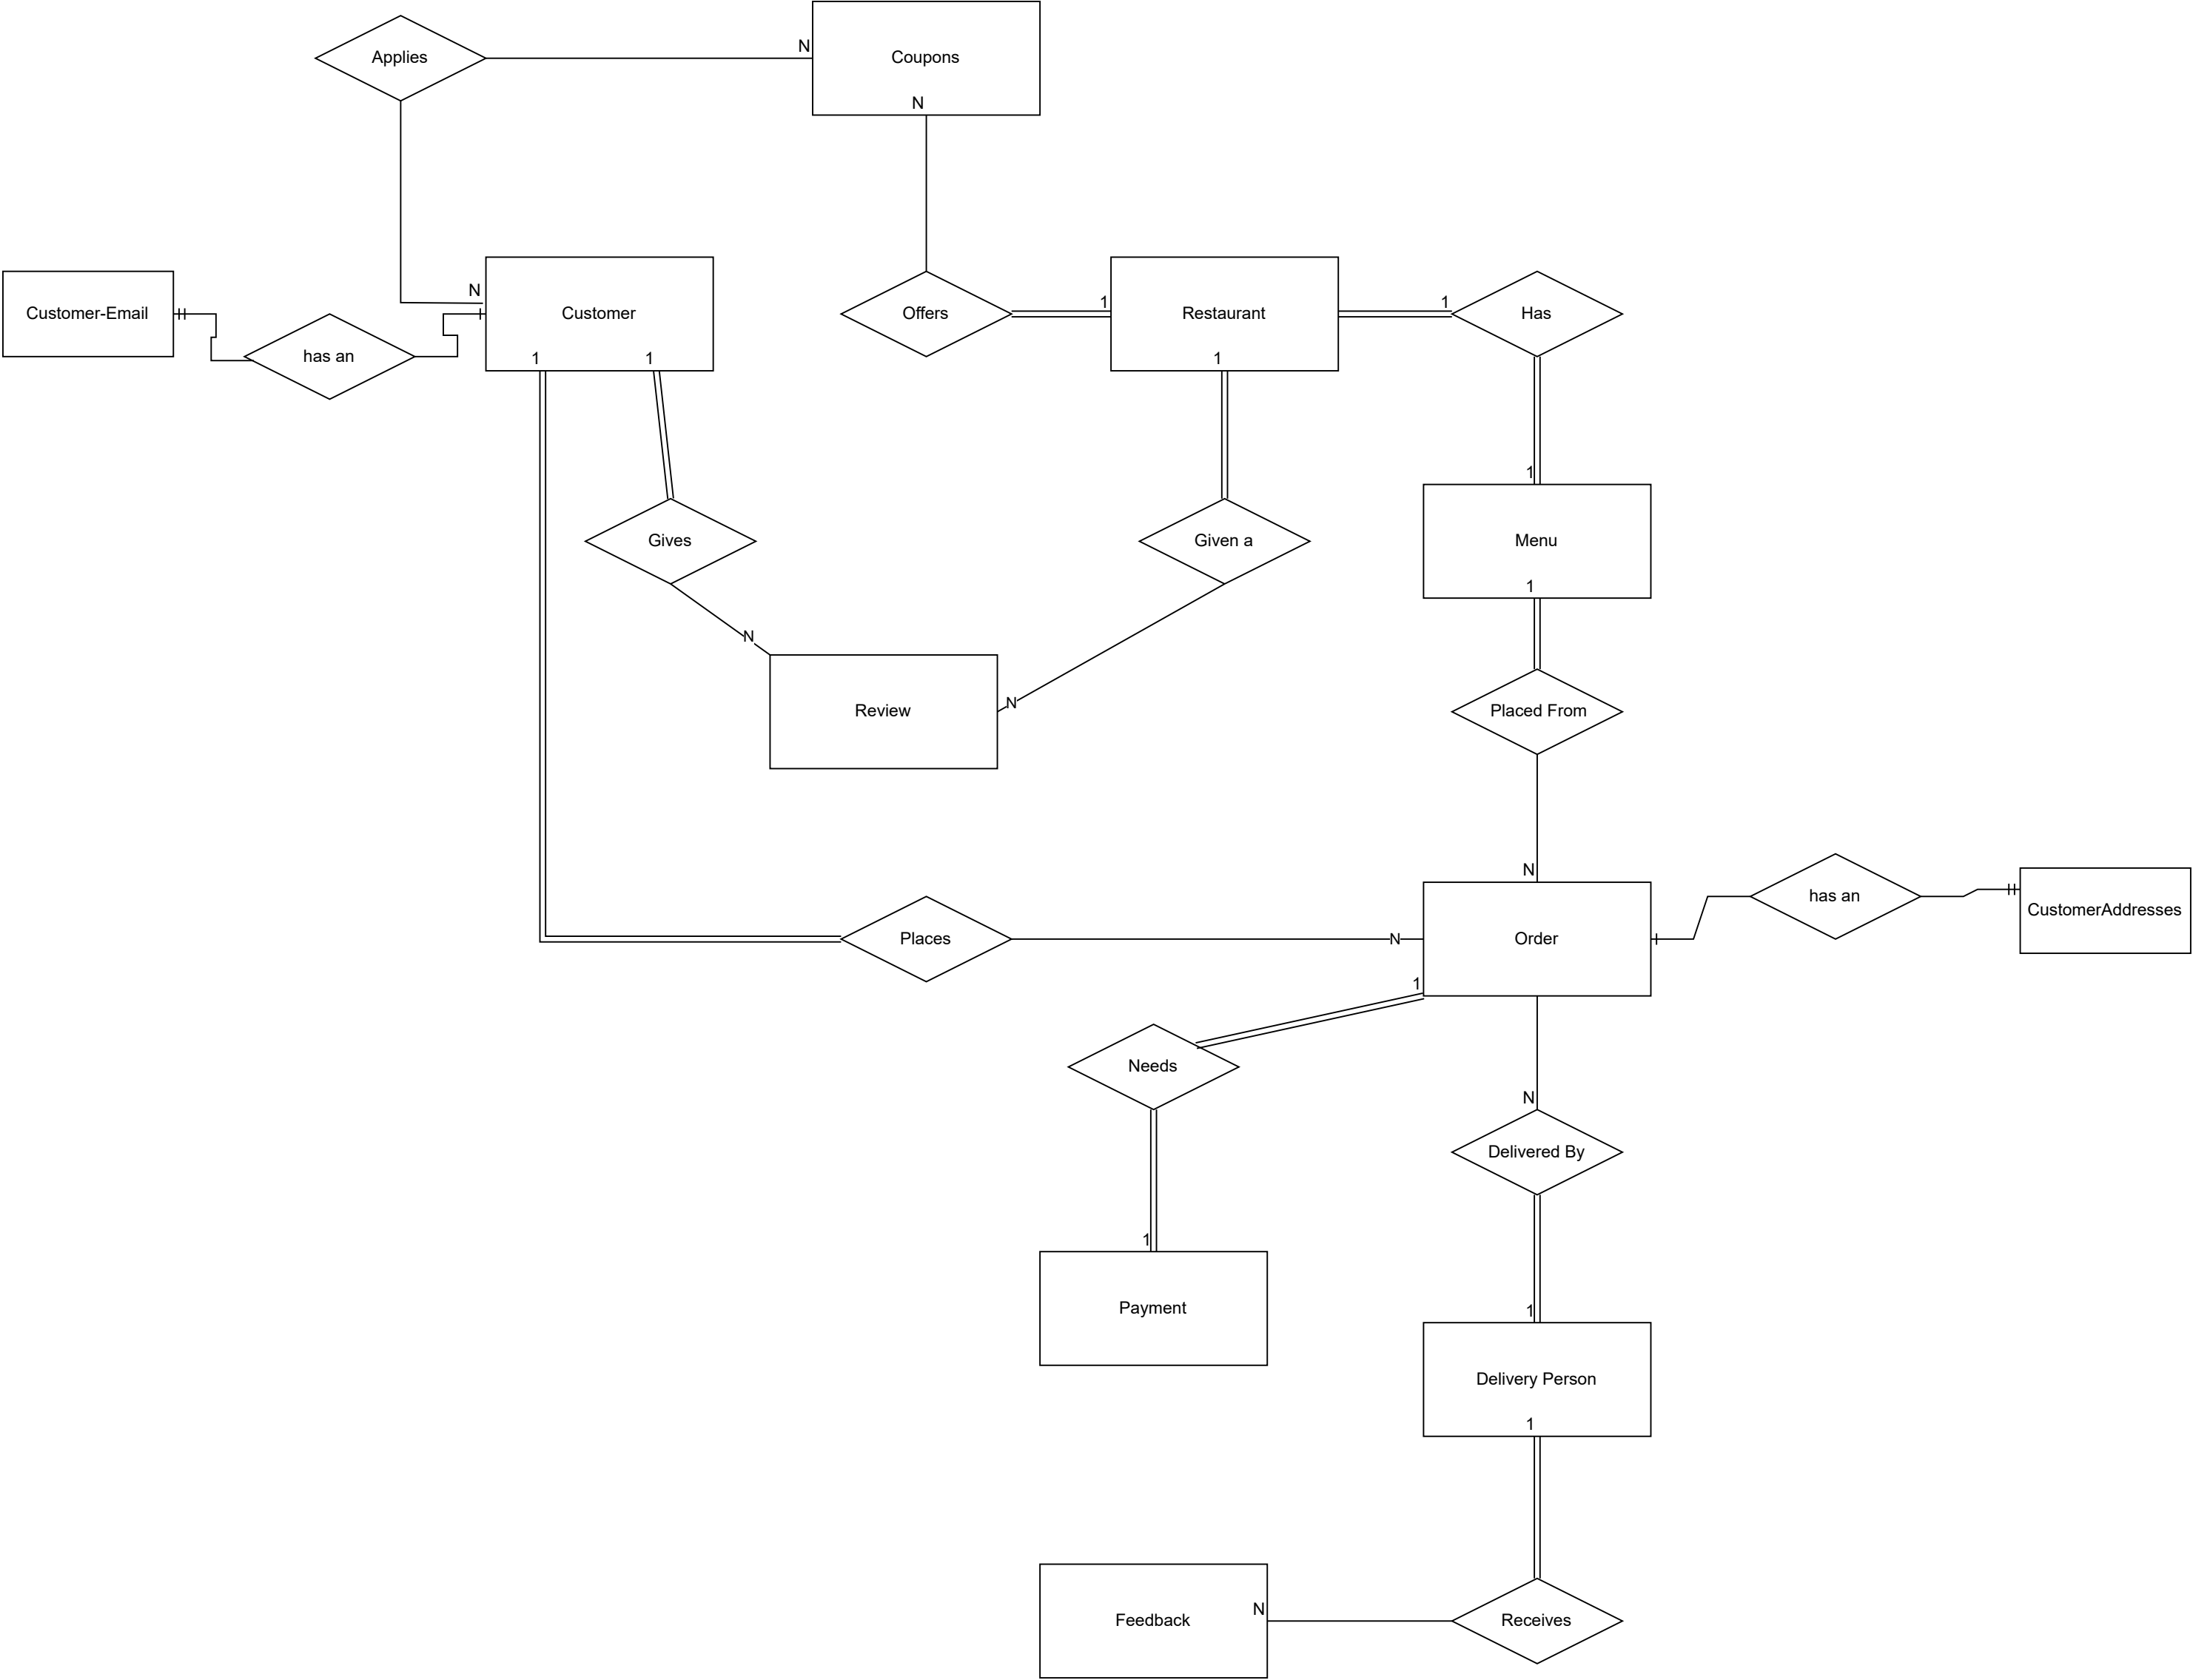 Applies
N
Coupons
N
Customer-Email
has an
N
Customer
1
1
Offers
1
Restaurant
1
1
Has
1
Menu
1
Gives
Given a
N
Review
N
Placed From
N
Places
N
Order
1
has an
CustomerAddresses
Needs
N
Delivered By
1
Payment
1
Delivery Person
1
Feedback
N
Receives